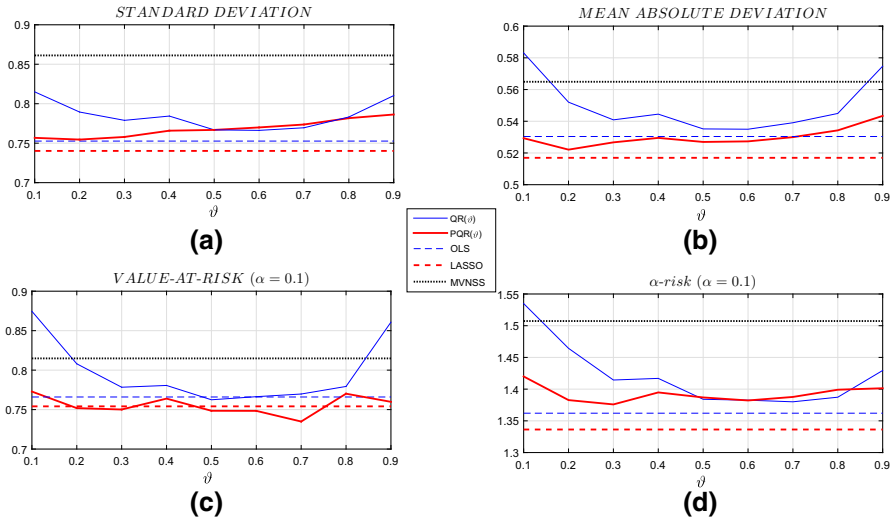 STANDARD DEVIATION
0.9
0.85
0.8
0.75
0.7
0.1 0.2 0.3 0.4 0.5 0.6 0.7 0.8 0.9
ϑ
(a)
MEAN ABSOLUTE DEVIATION
0.6
0.58
0.56
0.54
0.52
0.5
0.1 0.2 0.3 0.4 0.5 0.6 0.7 0.8 0.9
ϑ
(b)
QR(ϑ)
PQR(ϑ)
OLS
LASSO
MVNSS
VALUE-AT-RISK (α = 0.1)
0.9
0.85
0.8
0.75
0.7
0.1 0.2 0.3 0.4 0.5 0.6 0.7 0.8 0.9
ϑ
(c)
α-risk (α = 0.1)
1.55
1.5
1.45
1.4
1.35
1.3
0.1 0.2 0.3 0.4 0.5 0.6 0.7 0.8 0.9
ϑ
(d)